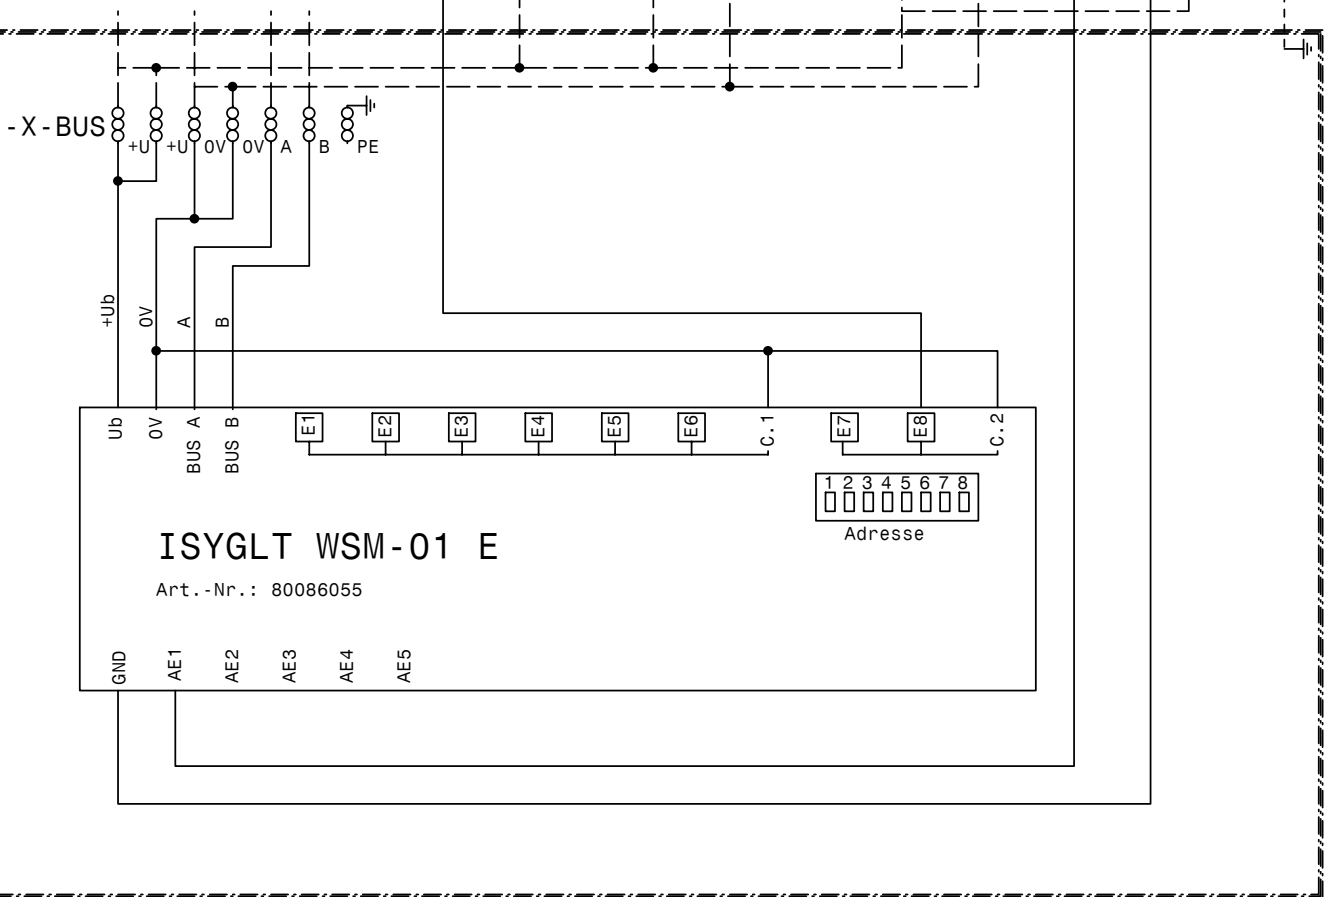 -X-BUS
+U +U 0V 0V A B PE
+Ub 0V A B
Ub 0V BUS A BUS B E1 E2 E3 E4 E5 E6 C.1 E7 E8 C.2
1 2 3 4 5 6 7 8
Adresse
ISYGLT WSM-01 E
Art.-Nr.: 80086055
GND AE1 AE2 AE3 AE4 AE5